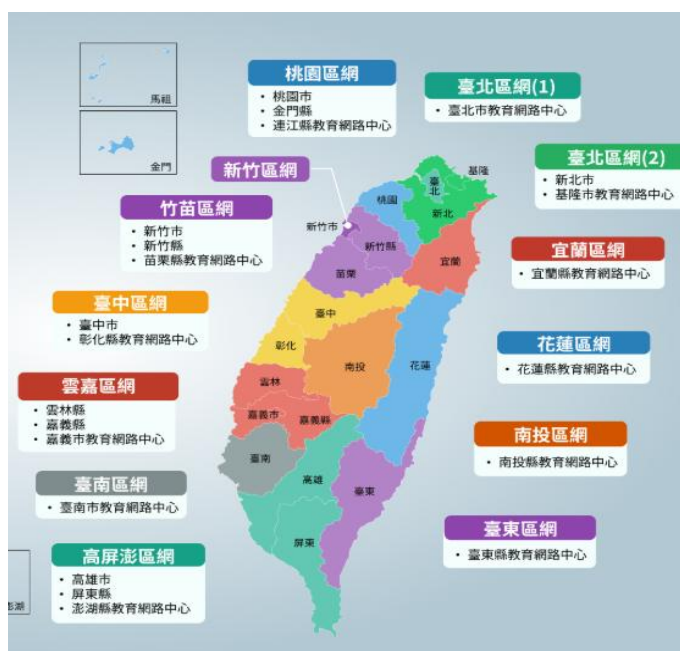 桃園區網
• 桃園市
• 金門縣
• 連江縣教育網路中心
臺北區網(1)
• 臺北市教育網路中心
馬祖
金門
臺北區網(2)
• 新北市
• 基隆市教育網路中心
新竹區網
竹苗區網
• 新竹市
• 新竹縣
• 苗栗縣教育網路中心
宜蘭區網
• 宜蘭縣教育網路中心
臺中區網
• 臺中市
• 彰化縣教育網路中心
花蓮區網
• 花蓮縣教育網路中心
雲嘉區網
• 雲林縣
• 嘉義縣
• 嘉義市教育網路中心
南投區網
• 南投縣教育網路中心
臺南區網
• 臺南市教育網路中心
臺東區網
• 臺東縣教育網路中心
高屏澎區網
• 高雄市
• 屏東縣
• 澎湖縣教育網路中心
澎湖
基隆
臺北
桃園
新北
新竹市
新竹縣
苗栗
宜蘭
臺中
彰化
南投
花蓮
雲林
嘉義市
嘉義縣
臺南
高雄
臺東
屏東